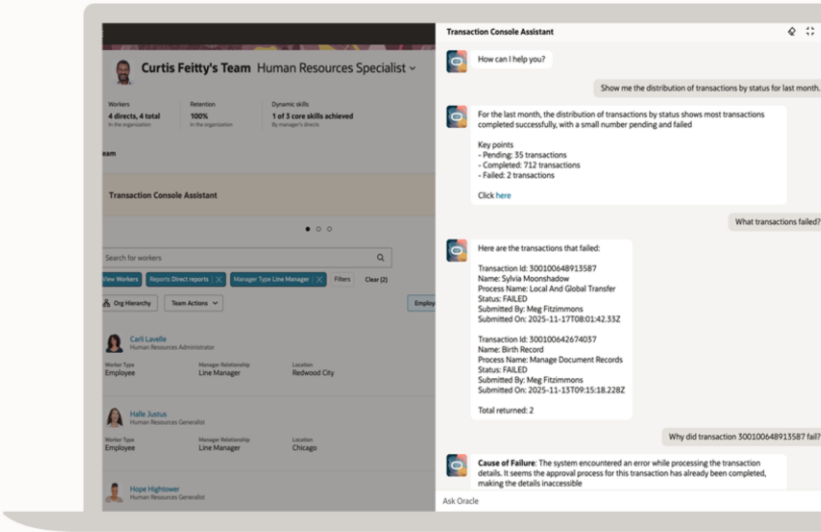 Curtis Feitty's Team Human Resources Specialist
Workers
4 directs, 4 total
In the organization
Retention
100%
In the organization
Dynamic skills
1 of 3 core skills achieved
By manager's directs
eam
Transaction Console Assistant
Search for workers
View Workers
Reports Direct reports
Manager Type Line Manager
Filters
Clear (2)
Org Hierarchy
Team Actions
Employ
Carli Lavelle
Human Resources Administrator
Worker Type
Employee
Manager Relationship
Line Manager
Location
Redwood City
Halle Justus
Human Resources Generalist
Worker Type
Employee
Manager Relationship
Line Manager
Location
Chicago
Hope Hightower
Human Resources Generalist
Transaction Console Assistant
How can I help you?
Show me the distribution of transactions by status for last month.
For the last month, the distribution of transactions by status shows most transactions
completed successfully, with a small number pending and failed
Key points
- Pending: 35 transactions
- Completed: 712 transactions
- Failed: 2 transactions
Click here
What transactions failed?
Here are the transactions that failed:
Transaction Id: 300100648913587
Name: Sylvia Moonshadow
Process Name: Local And Global Transfer
Status: FAILED
Submitted By: Meg Fitzimmons
Submitted On: 2025-11-17T08:01:42.33Z
Transaction Id: 300100642674037
Name: Birth Record
Process Name: Manage Document Records
Status: FAILED
Submitted By: Meg Fitzimmons
Submitted On: 2025-11-13T09:15:18.228Z
Total returned: 2
Why did transaction 300100648913587 fail?
Cause of Failure: The system encountered an error while processing the transaction
details. It seems the approval process for this transaction has already been completed,
making the details inaccessible
Ask Oracle